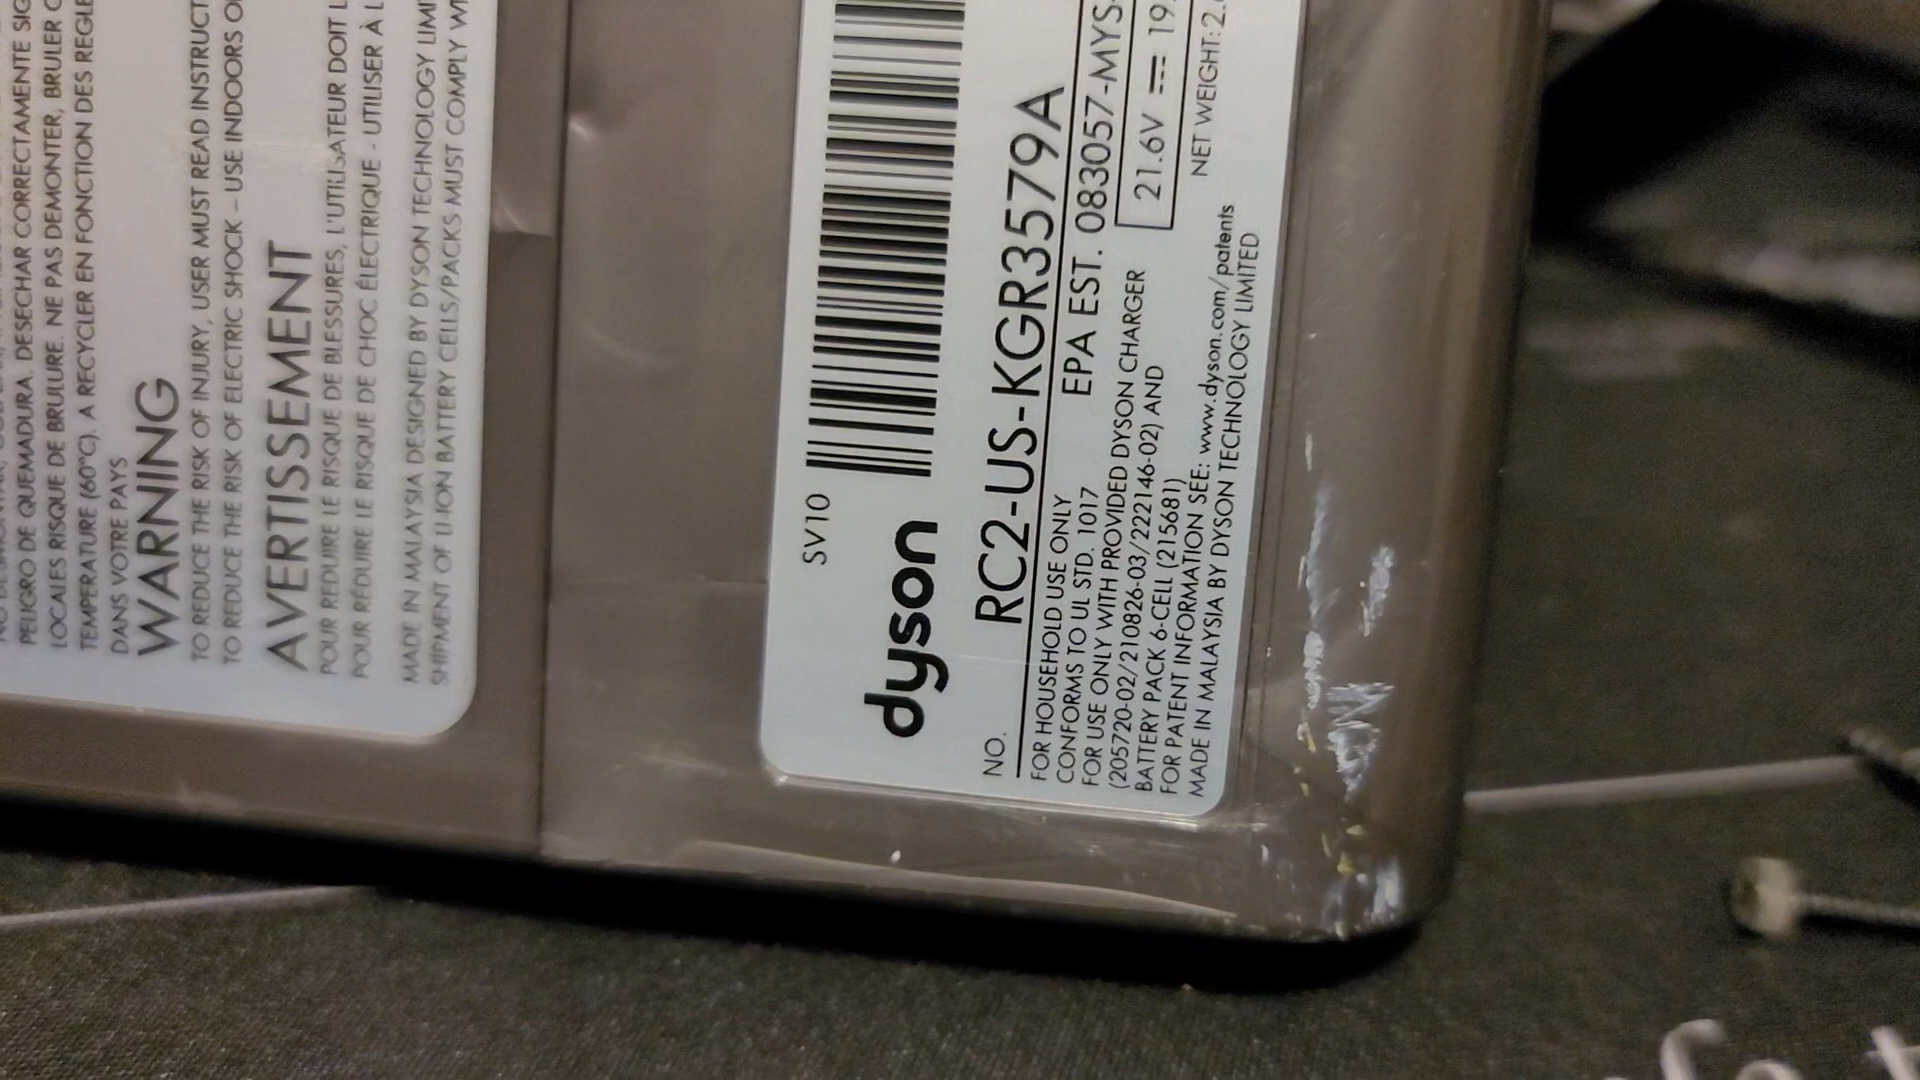 PELIGRO DE QUEMADURA. DESECHAR CORRECTAMENTE
LOCALES RISQUE DE BRULURE. NE PAS DEMONTER, BRULER
TEMPERATURE (60°C). A RECYCLER EN FONCTION DES
DANS VOTRE PAYS
WARNING
TO REDUCE THE RISK OF INJURY, USER MUST READ INSTRUCT
TO REDUCE THE RISK OF ELECTRIC SHOCK – USE INDOORS
AVERTISSEMENT
POUR REDUIRE LE RISQUE DE BLESSURES, L'UTILISATEUR DOIT
POUR RÉDUIRE LE RISQUE DE CHOC ÉLECTRIQUE - UTILISER À
MADE IN MALAYSIA DESIGNED BY DYSON TECHNOLOGY LIMI
SHIPMENT OF LI-ION BATTERY CELLS/PACKS MUST COMPLY
SV10
dyson
NO. RC2-US-KGR3579A
FOR HOUSEHOLD USE ONLY EPA EST. 083057-MYS-
CONFORMS TO UL STD. 1017
FOR USE ONLY WITH PROVIDED DYSON CHARGER 21.6V ⎓ 19.
(205720-02/210826-03/222146-02) AND
BATTERY PACK 6-CELL (215681)
FOR PATENT INFORMATION SEE: www.dyson.com/patents NET WEIGHT: 2.
MADE IN MALAYSIA BY DYSON TECHNOLOGY LIMITED